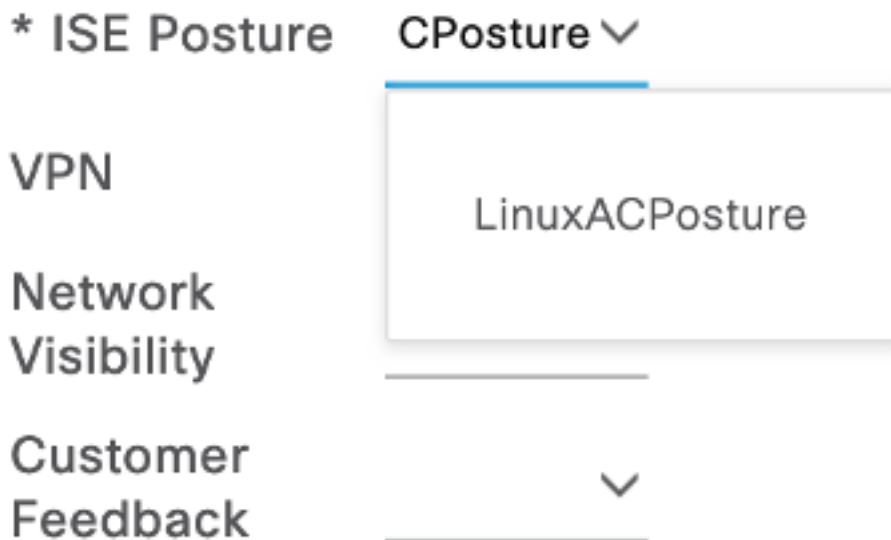 * ISE Posture CPosture
VPN
LinuxACPosture
Network
Visibility
Customer
Feedback